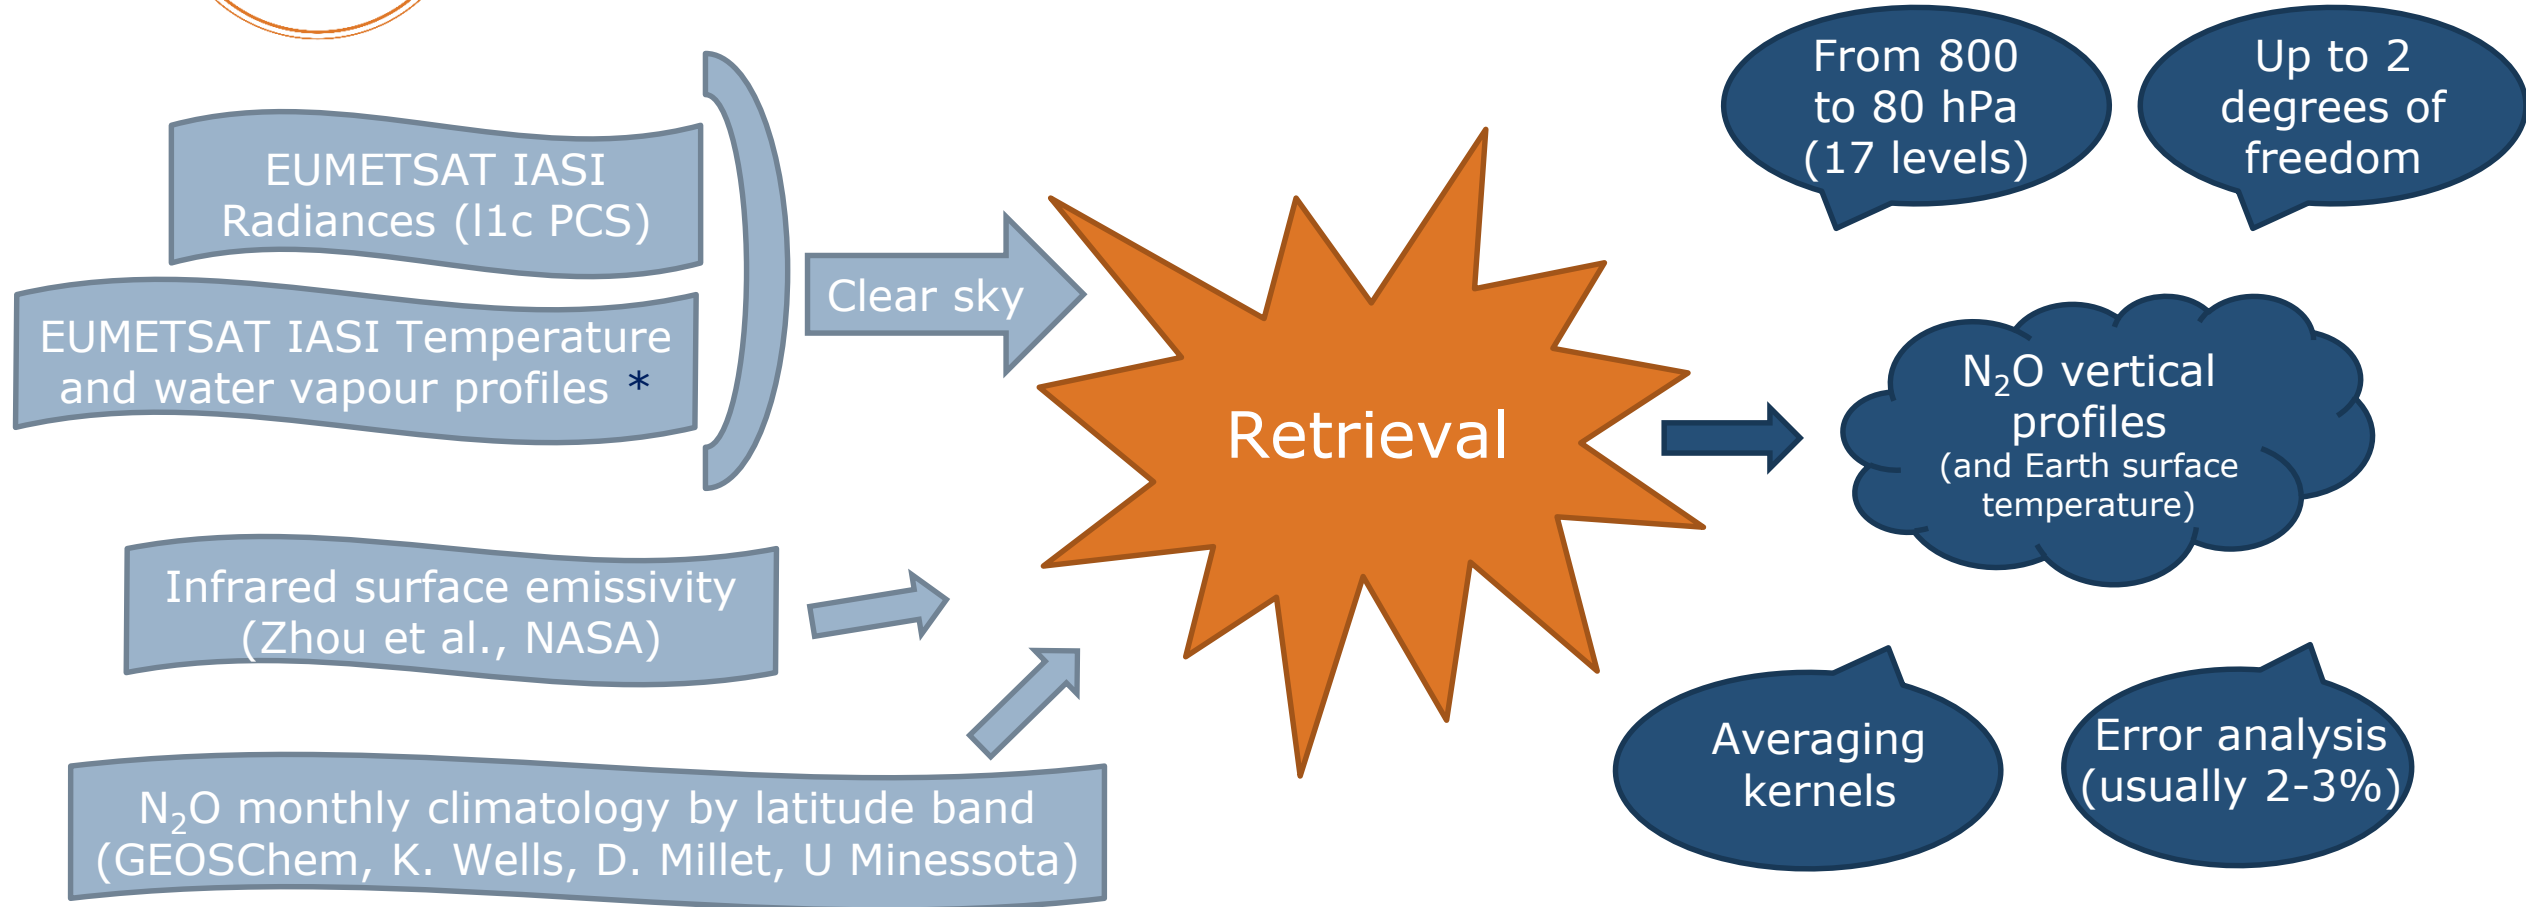 EUMETSAT IASI
Radiances (l1c PCS)
EUMETSAT IASI Temperature
and water vapour profiles *
Clear sky
Infrared surface emissivity
(Zhou et al., NASA)
N₂O monthly climatology by latitude band
(GEOSChem, K. Wells, D. Millet, U Minessota)
Retrieval
From 800
to 80 hPa
(17 levels)
Up to 2
degrees of
freedom
N₂O vertical
profiles
(and Earth surface
temperature)
Averaging
kernels
Error analysis
(usually 2-3%)